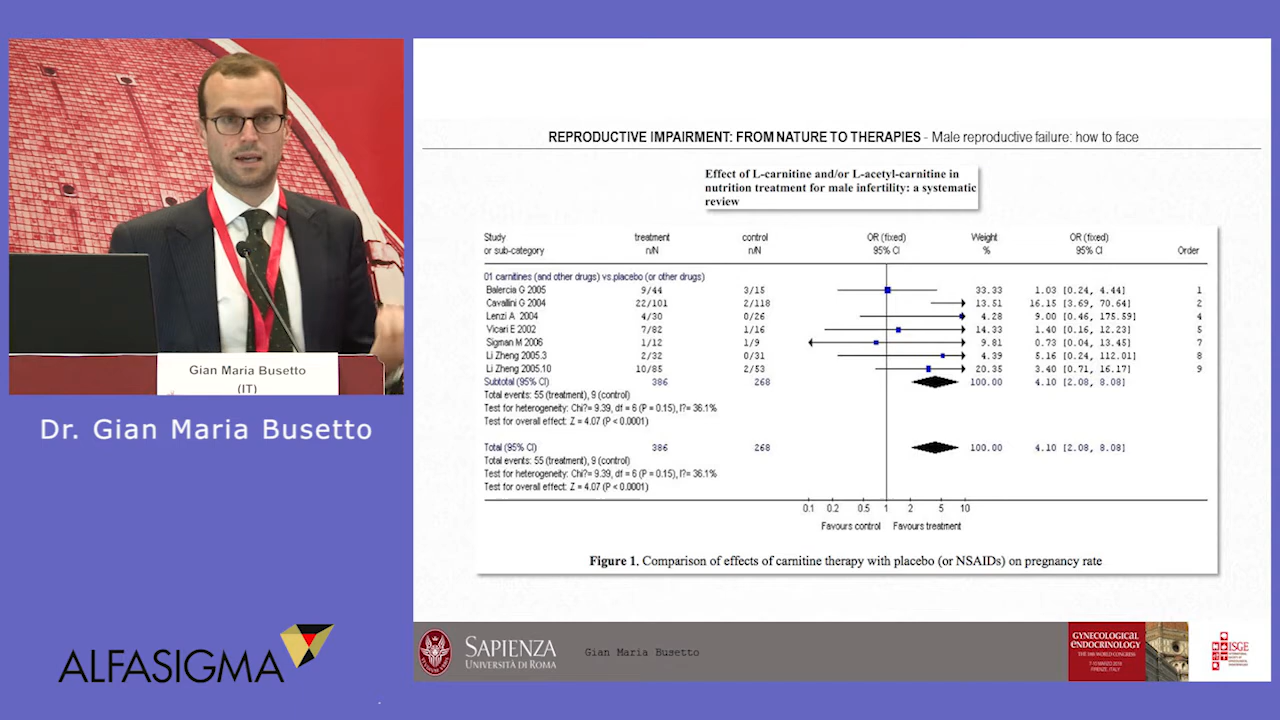 Gian Maria Busetto
(IT)
Dr. Gian Maria Busetto
ALFASIGMA
REPRODUCTIVE IMPAIRMENT: FROM NATURE TO THERAPIES - Male reproductive failure: how to face
Effect of L-carnitine and/or L-acetyl-carnitine in
nutrition treatment for male infertility: a systematic
review
Study treatment control OR (fixed) Weight OR (fixed)
or sub-category n/N n/N 95% CI % 95% CI Order
01 carnitines (and other drugs) vs.placebo (or other drugs)
Balercia G 2005 9/44 3/15 33.33 1.03 [0.24, 4.44] 1
Cavallini G 2004 22/101 2/118 13.51 16.15 [3.69, 70.64] 2
Lenzi A 2004 4/30 0/26 4.28 9.00 [0.46, 175.59] 4
Vicari E 2002 7/82 1/16 14.33 1.40 [0.16, 12.23] 5
Sigman M 2006 1/12 1/9 9.81 0.73 [0.04, 13.45] 7
Li Zheng 2005.3 2/32 0/31 4.39 5.16 [0.24, 112.01] 8
Li Zheng 2005.10 10/85 2/53 20.35 3.40 [0.71, 16.17] 9
Subtotal (95% CI) 386 268 100.00 4.10 [2.08, 8.08]
Total events: 55 (treatment), 9 (control)
Test for heterogeneity: Chi?= 9.39, df = 6 (P = 0.15), I?= 36.1%
Test for overall effect: Z = 4.07 (P < 0.0001)
Total (95% CI) 386 268 100.00 4.10 [2.08, 8.08]
Total events: 55 (treatment), 9 (control)
Test for heterogeneity: Chi?= 9.39, df = 6 (P = 0.15), I?= 36.1%
Test for overall effect: Z = 4.07 (P < 0.0001)
0.1 0.2 0.5 1 2 5 10
Favours control Favours treatment
Figure 1. Comparison of effects of carnitine therapy with placebo (or NSAIDs) on pregnancy rate
SAPIENZA
UNIVERSITÀ DI ROMA
Gian Maria Busetto
GYNECOLOGICAL
ENDOCRINOLOGY
FIRENZE, ITALY
ISGE